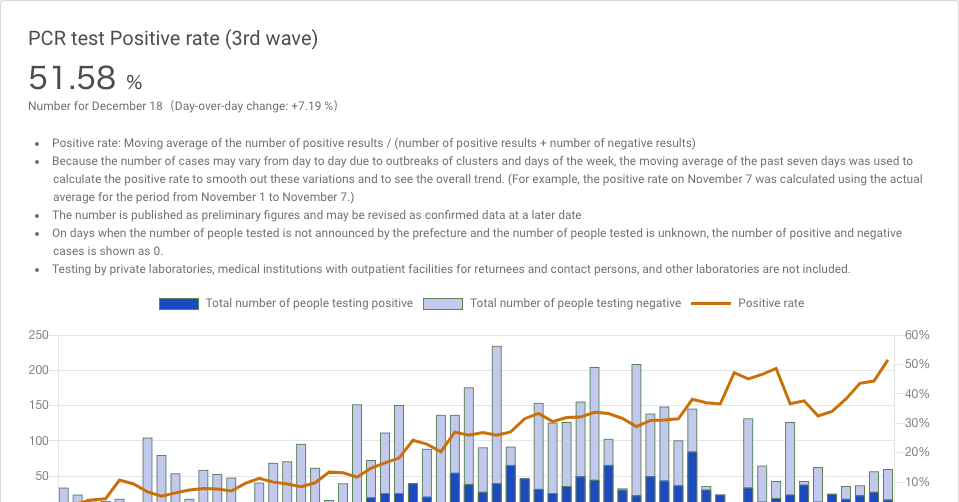 PCR test Positive rate (3rd wave)
51.58 %
Number for December 18（Day-over-day change: +7.19 %）
• Positive rate: Moving average of the number of positive results / (number of positive results + number of negative results)
• Because the number of cases may vary from day to day due to outbreaks of clusters and days of the week, the moving average of the past seven days was used to
calculate the positive rate to smooth out these variations and to see the overall trend. (For example, the positive rate on November 7 was calculated using the actual
average for the period from November 1 to November 7.)
• The number is published as preliminary figures and may be revised as confirmed data at a later date
• On days when the number of people tested is not announced by the prefecture and the number of people tested is unknown, the number of positive and negative
cases is shown as 0.
• Testing by private laboratories, medical institutions with outpatient facilities for returnees and contact persons, and other laboratories are not included.
Total number of people testing positive Total number of people testing negative Positive rate
250 60%
200 50%
150 40%
100 30%
50 20%
10%